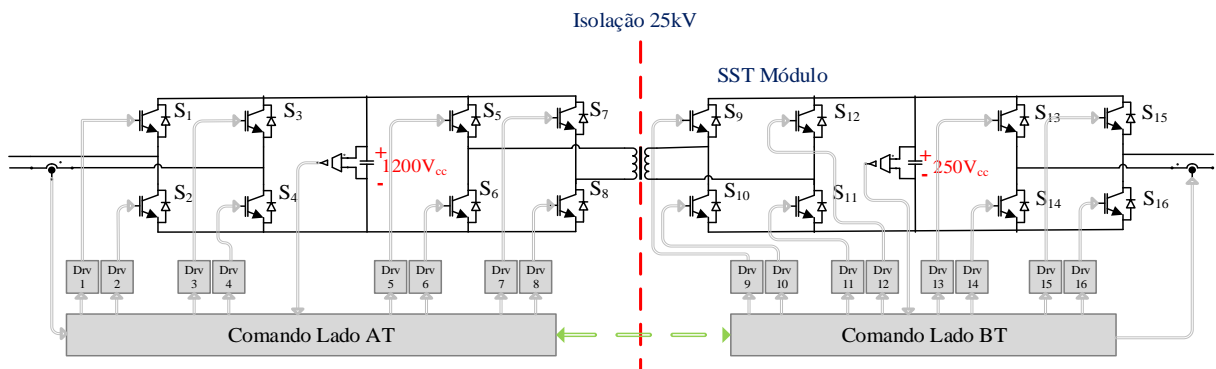 Isolação 25kV
SST Módulo
S1
S3
S5
S7
S9
S12
S13
S15
+
1200Vcc
-
+
250Vcc
-
S2
S4
S6
S8
S10
S11
S14
S16
Drv 1
Drv 2
Drv 3
Drv 4
Drv 5
Drv 6
Drv 7
Drv 8
Drv 9
Drv 10
Drv 11
Drv 12
Drv 13
Drv 14
Drv 15
Drv 16
Comando Lado AT
Comando Lado BT